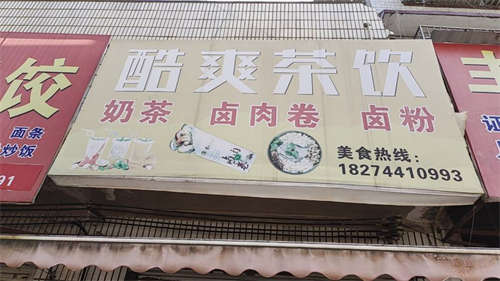 酷爽茶饮
奶茶 卤肉卷 卤粉
美食热线:
18274410993
饺
面条
炒饭
91